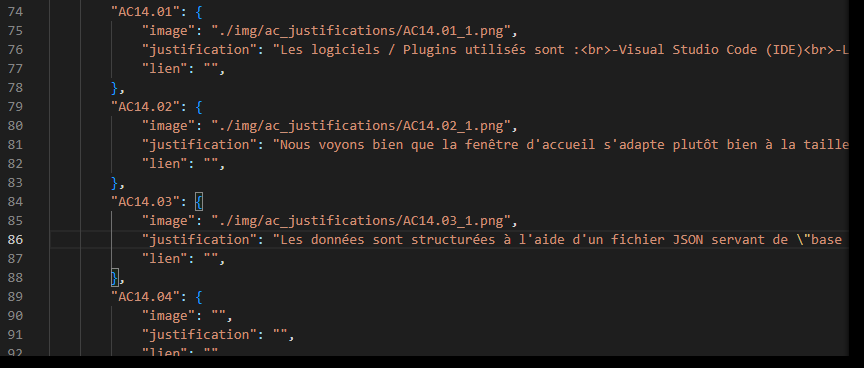 74 "AC14.01": {
75 "image": "./img/ac_justifications/AC14.01_1.png",
76 "justification": "Les logiciels / Plugins utilisés sont :<br>-Visual Studio Code (IDE)<br>-L
77 "lien": "",
78 },
79 "AC14.02": {
80 "image": "./img/ac_justifications/AC14.02_1.png",
81 "justification": "Nous voyons bien que la fenêtre d'accueil s'adapte plutôt bien à la taille
82 "lien": "",
83 },
84 "AC14.03": {
85 "image": "./img/ac_justifications/AC14.03_1.png",
86 "justification": "Les données sont structurées à l'aide d'un fichier JSON servant de \"base
87 "lien": "",
88 },
89 "AC14.04": {
90 "image": "",
91 "justification": "",
92 "lien": ""